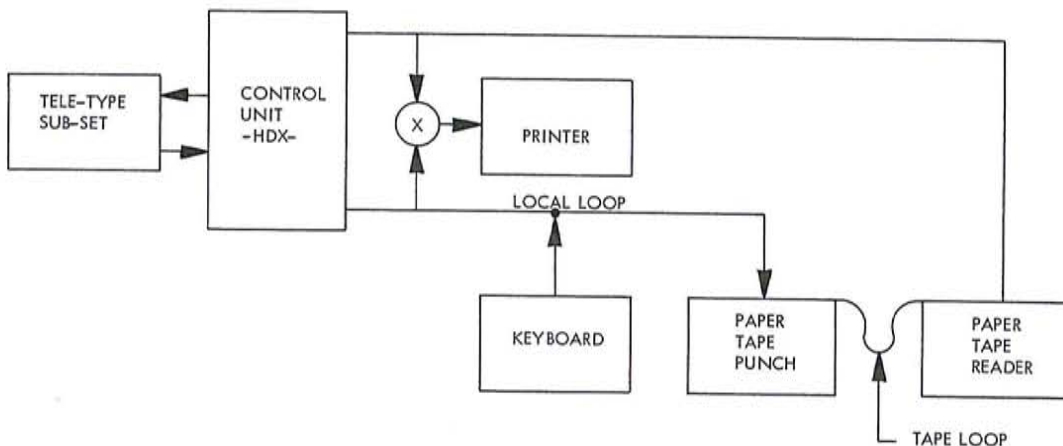 TELE-TYPE
SUB-SET
CONTROL
UNIT
-HDX-
X
PRINTER
LOCAL LOOP
KEYBOARD
PAPER
TAPE
PUNCH
PAPER
TAPE
READER
TAPE LOOP